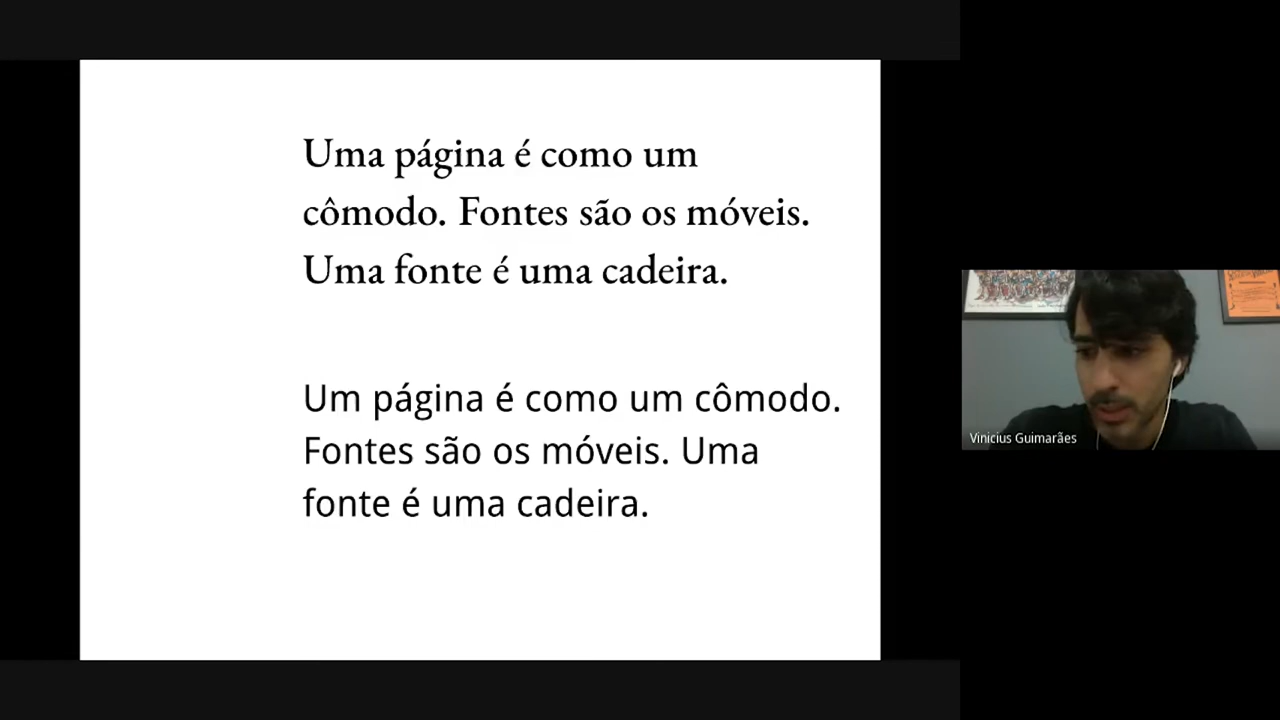 Uma página é como um
cômodo. Fontes são os móveis.
Uma fonte é uma cadeira.
Um página é como um cômodo.
Fontes são os móveis. Uma
fonte é uma cadeira.
Vinicius Guimarães